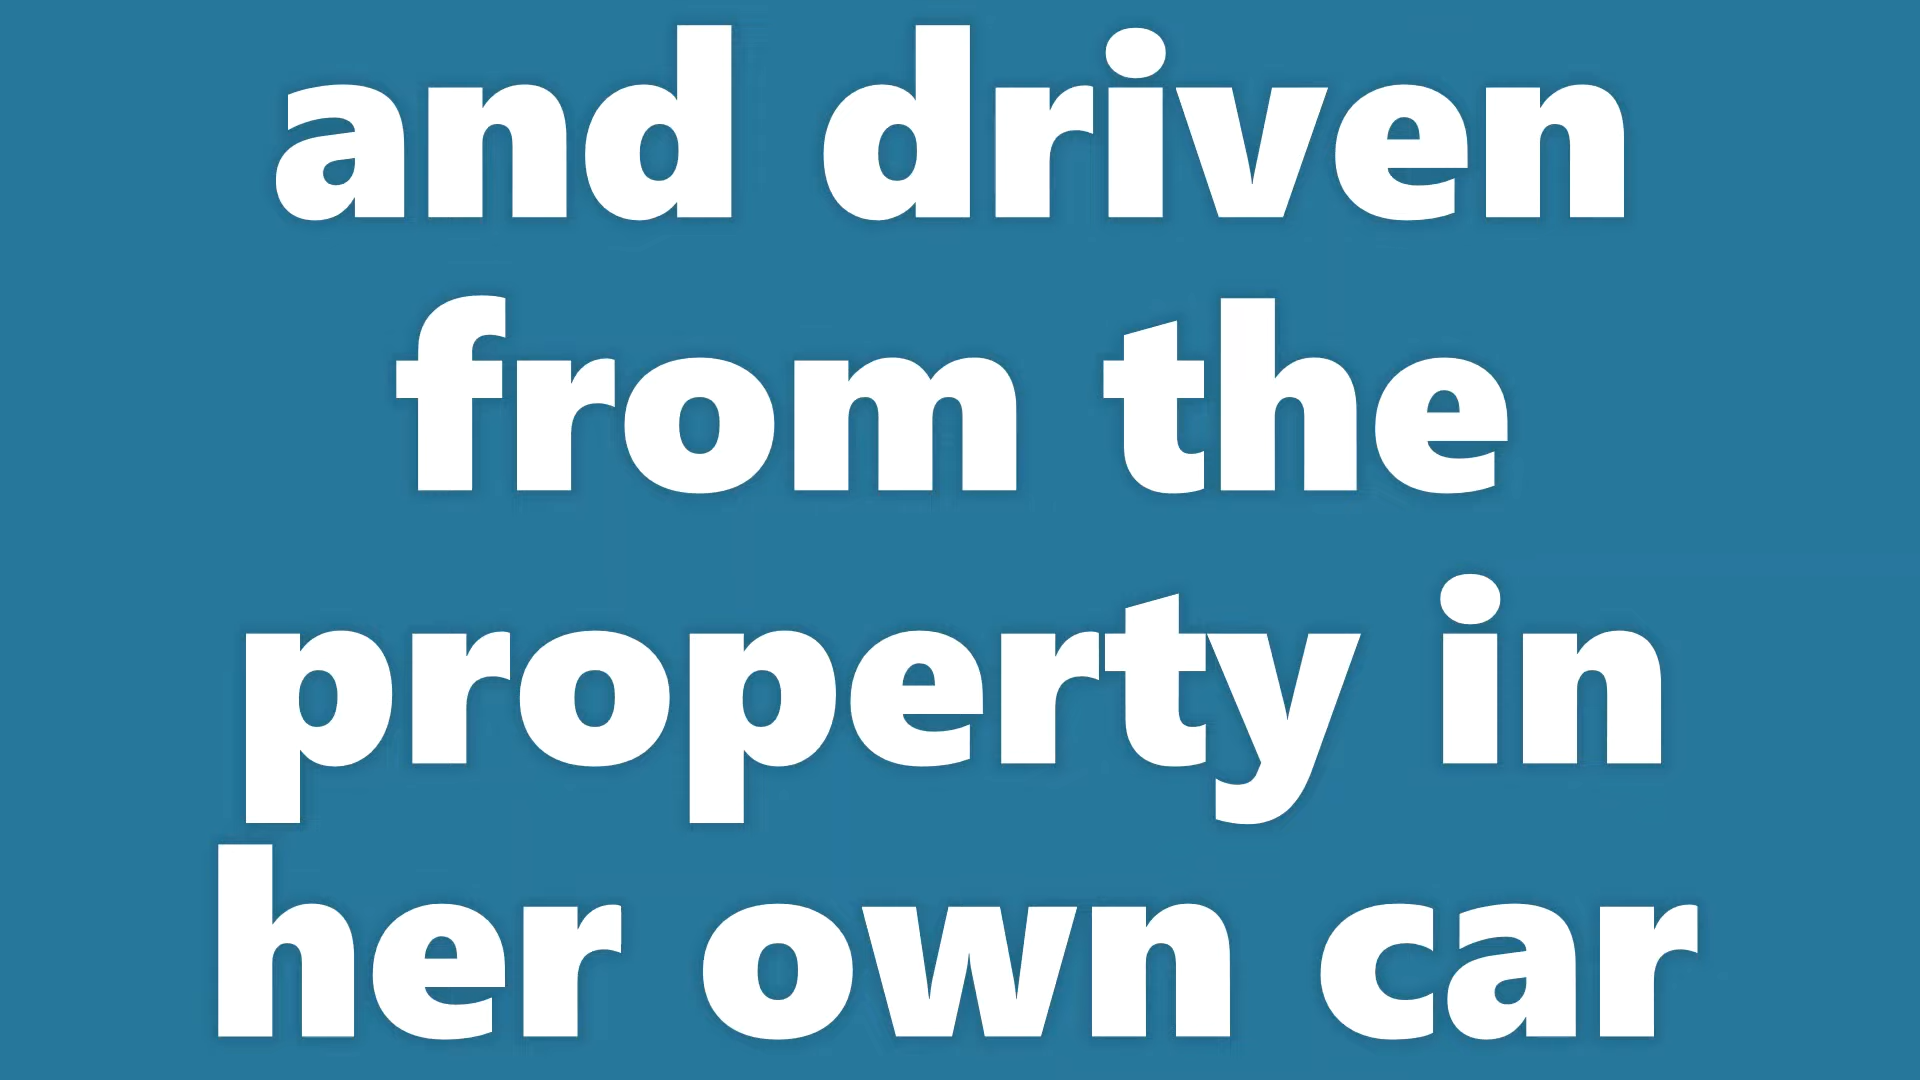 and driven
from the
property in
her own car